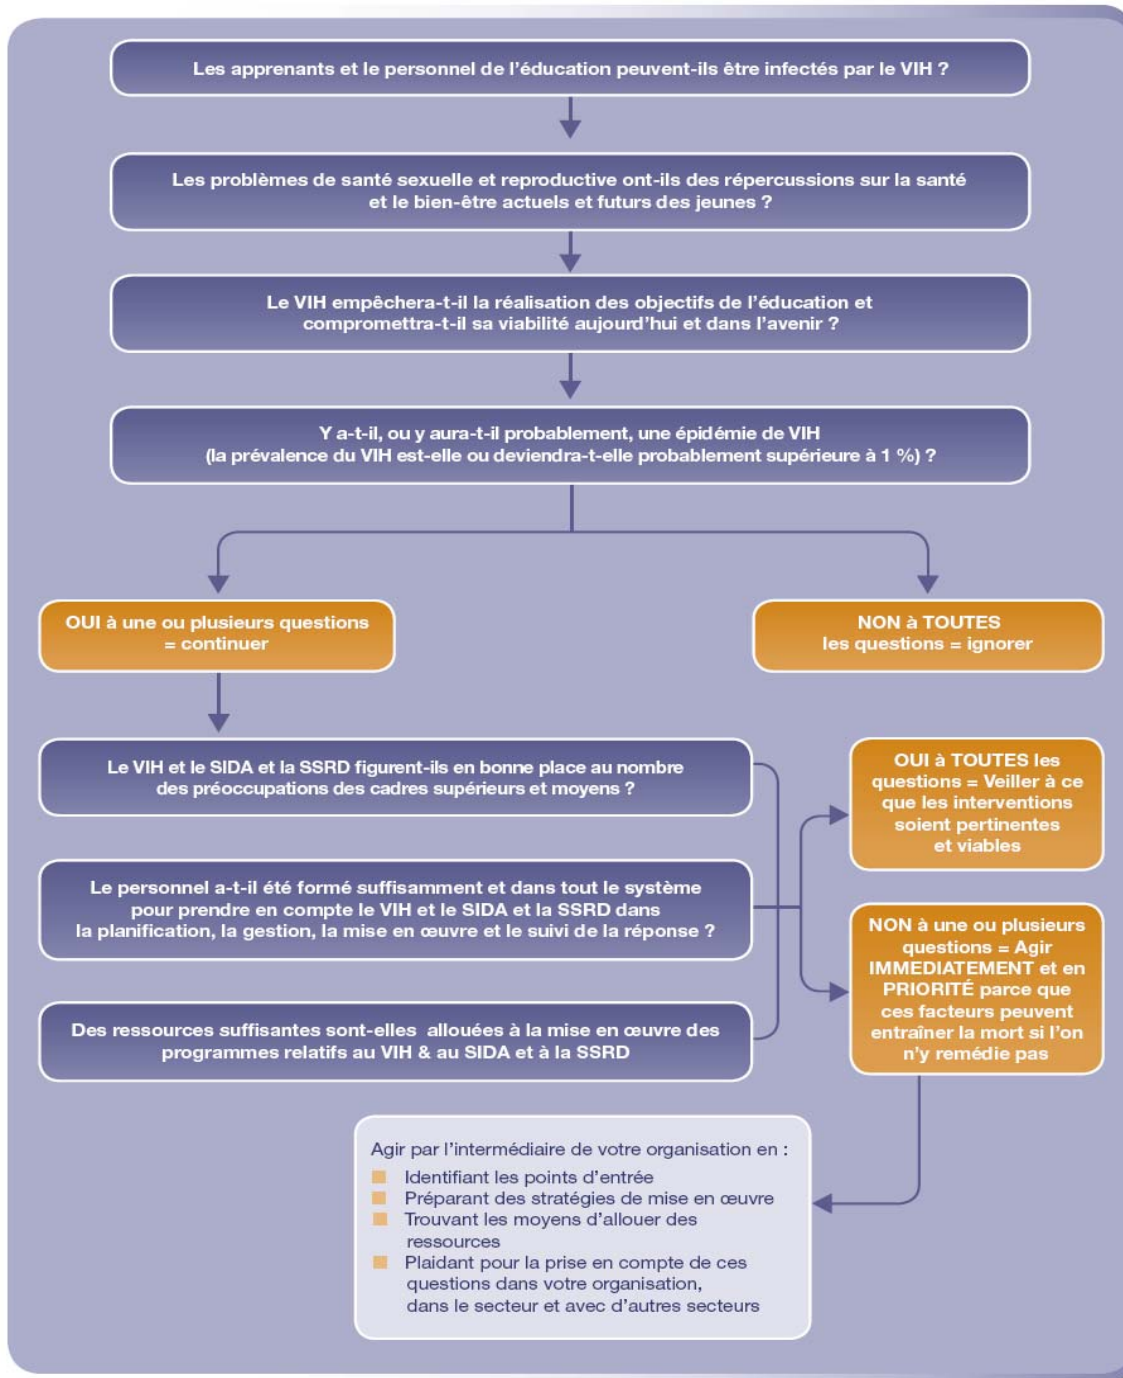 Les apprenants et le personnel de l'éducation peuvent-ils être infectés par le VIH ?
Les problèmes de santé sexuelle et reproductive ont-ils des répercussions sur la santé
et le bien-être actuels et futurs des jeunes ?
Le VIH empêchera-t-il la réalisation des objectifs de l'éducation et
compromettra-t-il sa viabilité aujourd'hui et dans l'avenir ?
Y a-t-il, ou y aura-t-il probablement, une épidémie de VIH
(la prévalence du VIH est-elle ou deviendra-t-elle probablement supérieure à 1 %) ?
OUI à une ou plusieurs questions
= continuer
NON à TOUTES
les questions = ignorer
Le VIH et le SIDA et la SSRD figurent-ils en bonne place au nombre
des préoccupations des cadres supérieurs et moyens ?
Le personnel a-t-il été formé suffisamment et dans tout le système
pour prendre en compte le VIH et le SIDA et la SSRD dans
la planification, la gestion, la mise en œuvre et le suivi de la réponse ?
Des ressources suffisantes sont-elles allouées à la mise en œuvre des
programmes relatifs au VIH & au SIDA et à la SSRD
OUI à TOUTES les
questions = Veiller à ce
que les interventions
soient pertinentes
et viables
NON à une ou plusieurs
questions = Agir
IMMEDIATEMENT et en
PRIORITÉ parce que
ces facteurs peuvent
entraîner la mort si l'on
n'y remédie pas
Agir par l'intermédiaire de votre organisation en :
Identifiant les points d'entrée
Préparant des stratégies de mise en œuvre
Trouvant les moyens d'allouer des
ressources
Plaidant pour la prise en compte de ces
questions dans votre organisation,
dans le secteur et avec d'autres secteurs